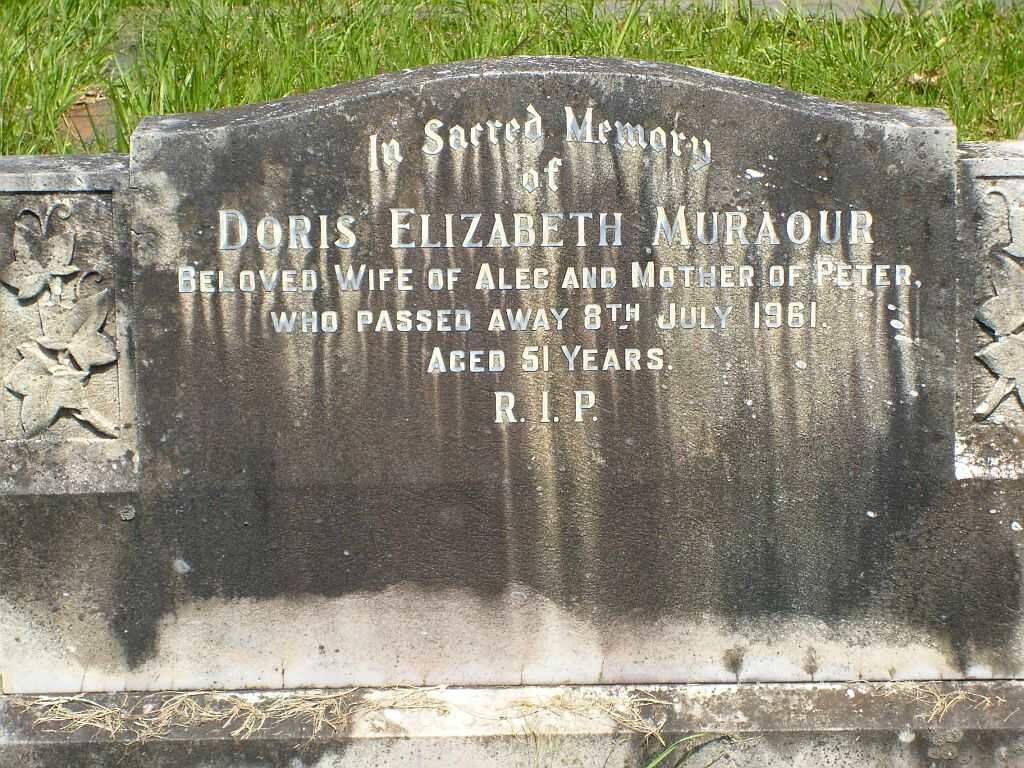 In Sacred Memory
of
DORIS ELIZABETH MURAOUR
BELOVED WIFE OF ALEC AND MOTHER OF PETER,
WHO PASSED AWAY 8TH JULY 1961.
AGED 51 YEARS.
R. I. P.